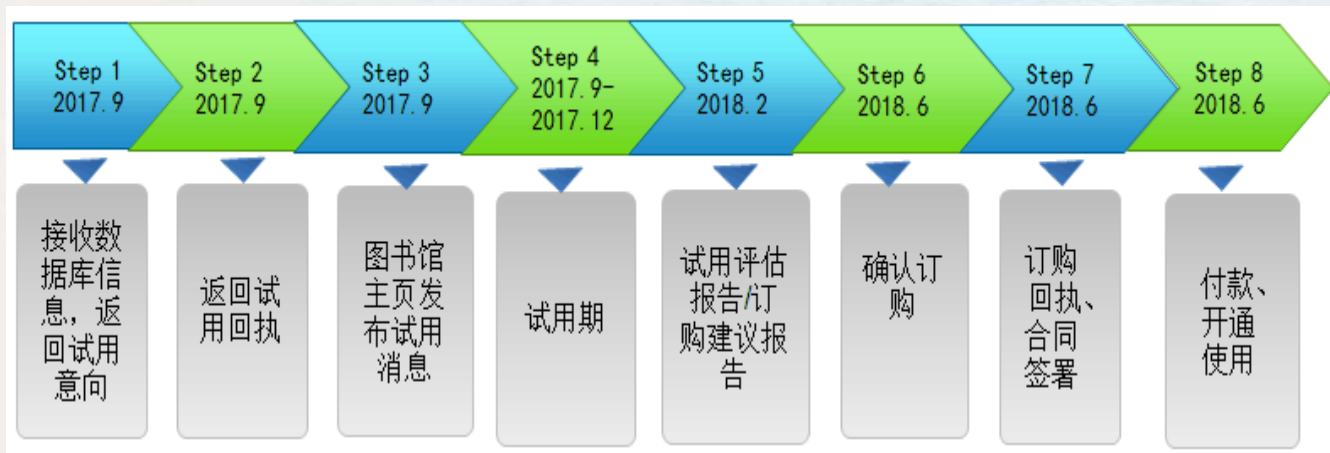 Step 1
2017.9
Step 2
2017.9
Step 3
2017.9
Step 4
2017.9-
2017.12
Step 5
2018.2
Step 6
2018.6
Step 7
2018.6
Step 8
2018.6
接收数
据库信
息，返
回试用
意向
返回试
用回执
图书馆
主页发
布试用
消息
试用期
试用评估
报告/订
购建议报
告
确认订
购
订购
回执、
合同
签署
付款、
开通
使用